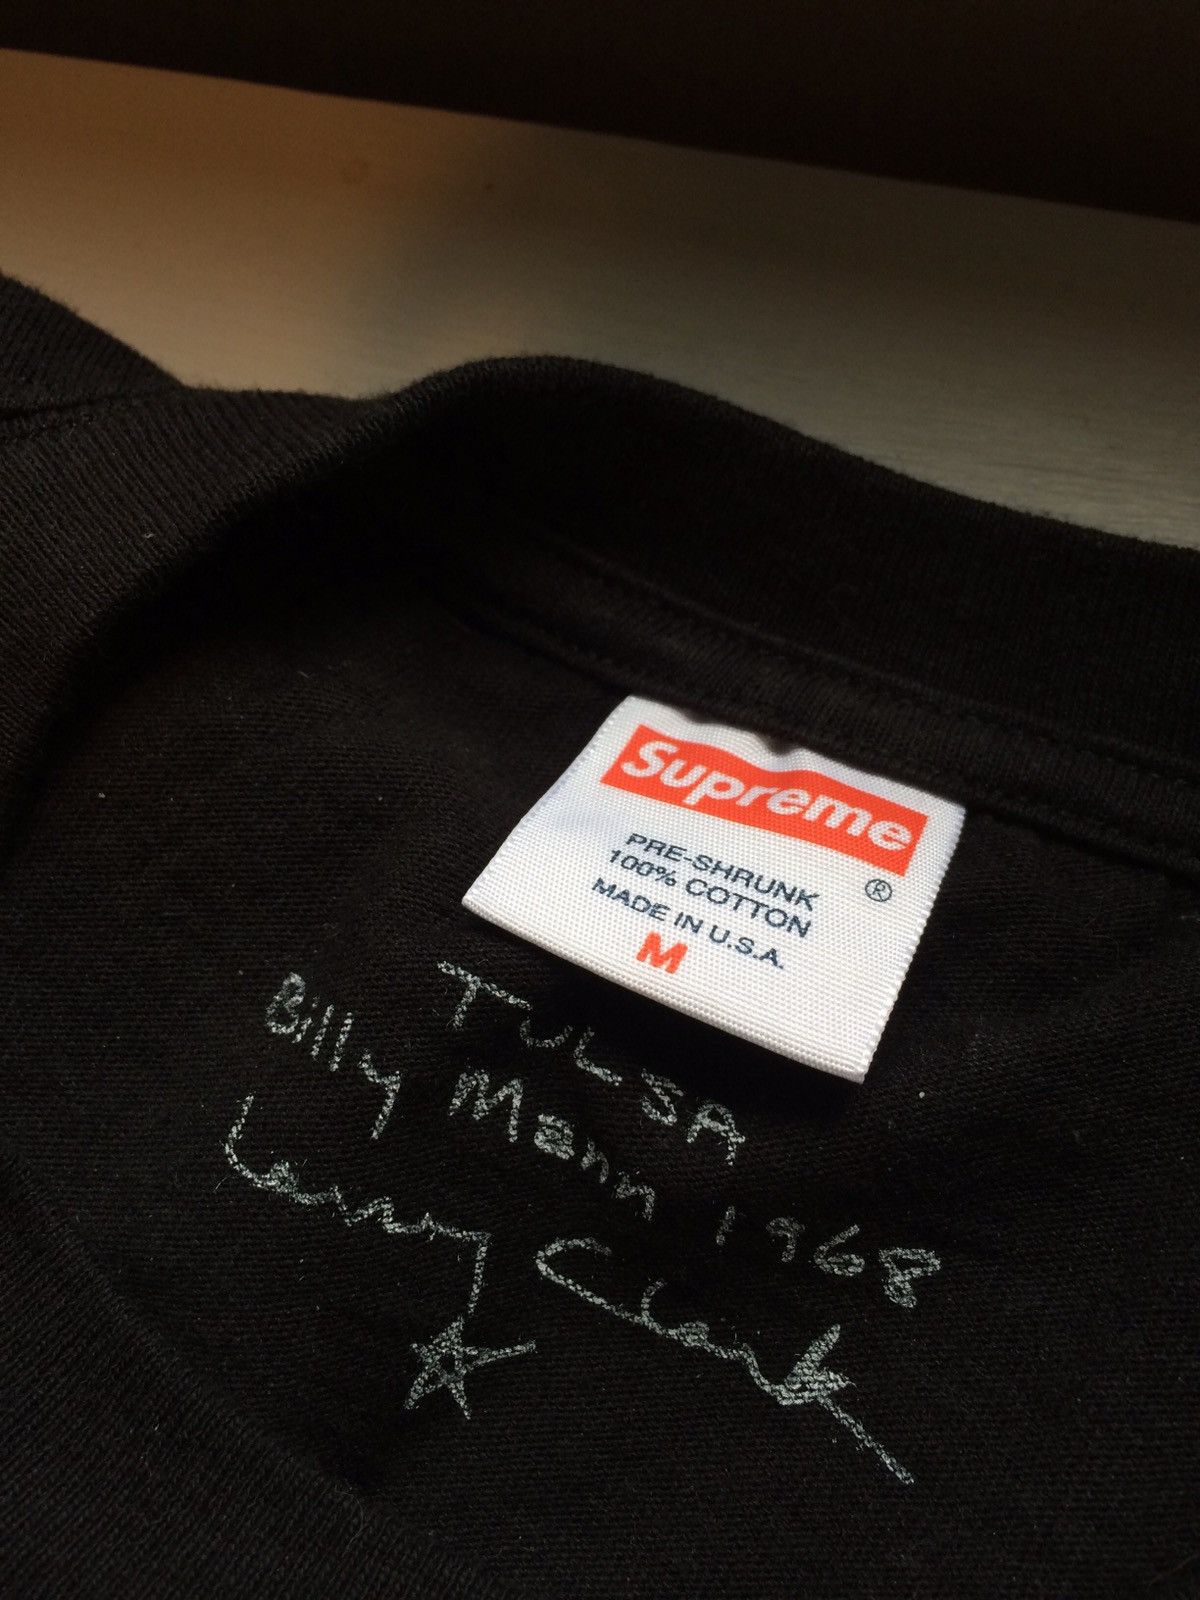 Supreme
®
PRE-SHRUNK
100% COTTON
MADE IN U.S.A.
M
TULSA
Billy Mann 1968
Larry Clark